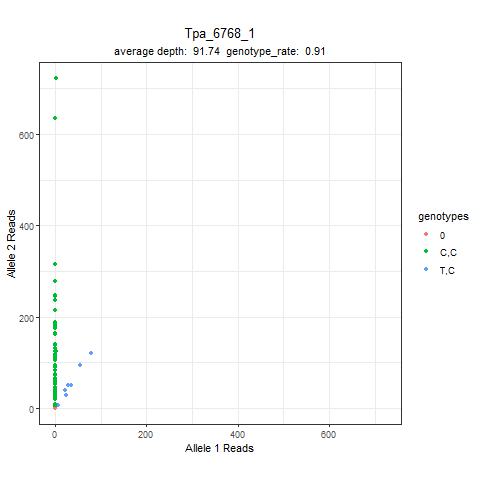 Tpa_6768_1
average depth: 91.74 genotype_rate: 0.91
Allele 2 Reads
600
400
200
0
0
200
400
600
Allele 1 Reads
genotypes
0
C,C
T,C